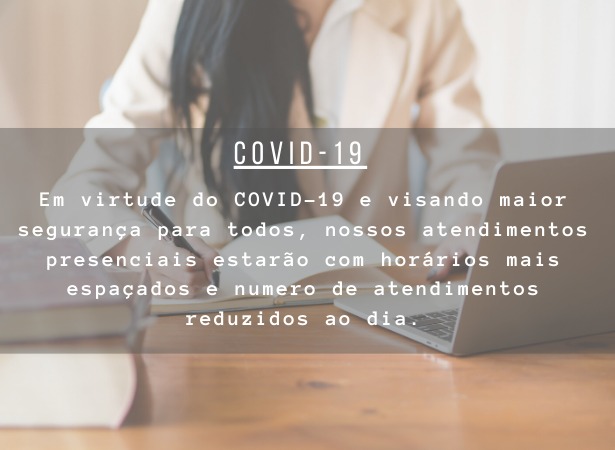 COVID-19
Em virtude do COVID-19 e visando maior
segurança para todos, nossos atendimentos
presenciais estarão com horários mais
espaçados e numero de atendimentos
reduzidos ao dia.